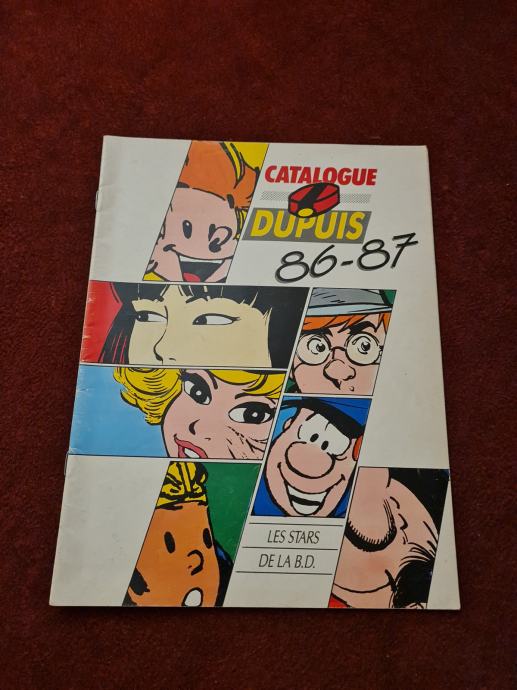 CATALOGUE
DUPUIS
86-87
LES STARS
DE LA B.D.